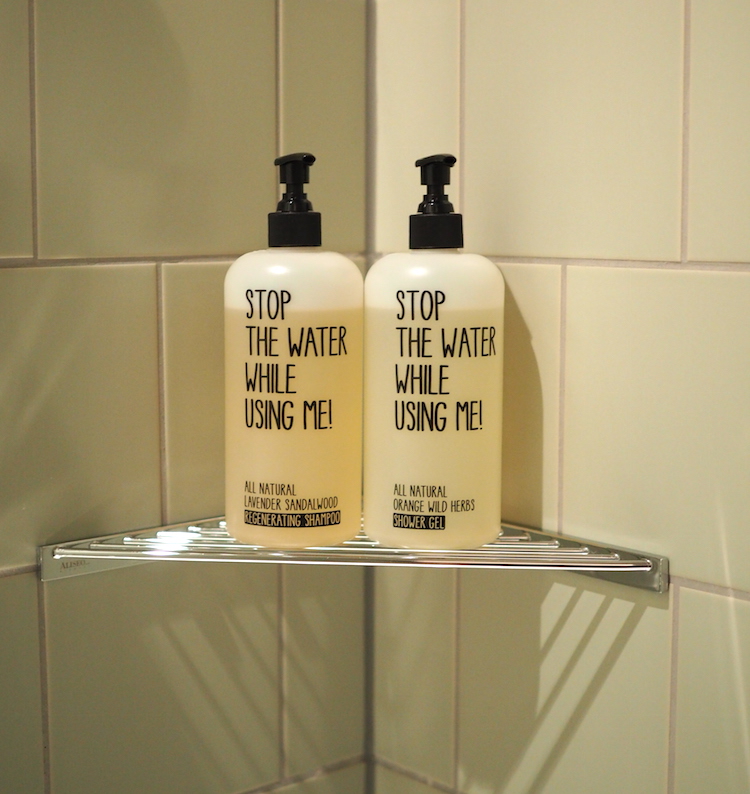 STOP
THE WATER
WHILE
USING ME!
ALL NATURAL
LAVENDER SANDALWOOD
REGENERATING SHAMPOO
STOP
THE WATER
WHILE
USING ME!
ALL NATURAL
ORANGE WILD HERBS
SHOWER GEL